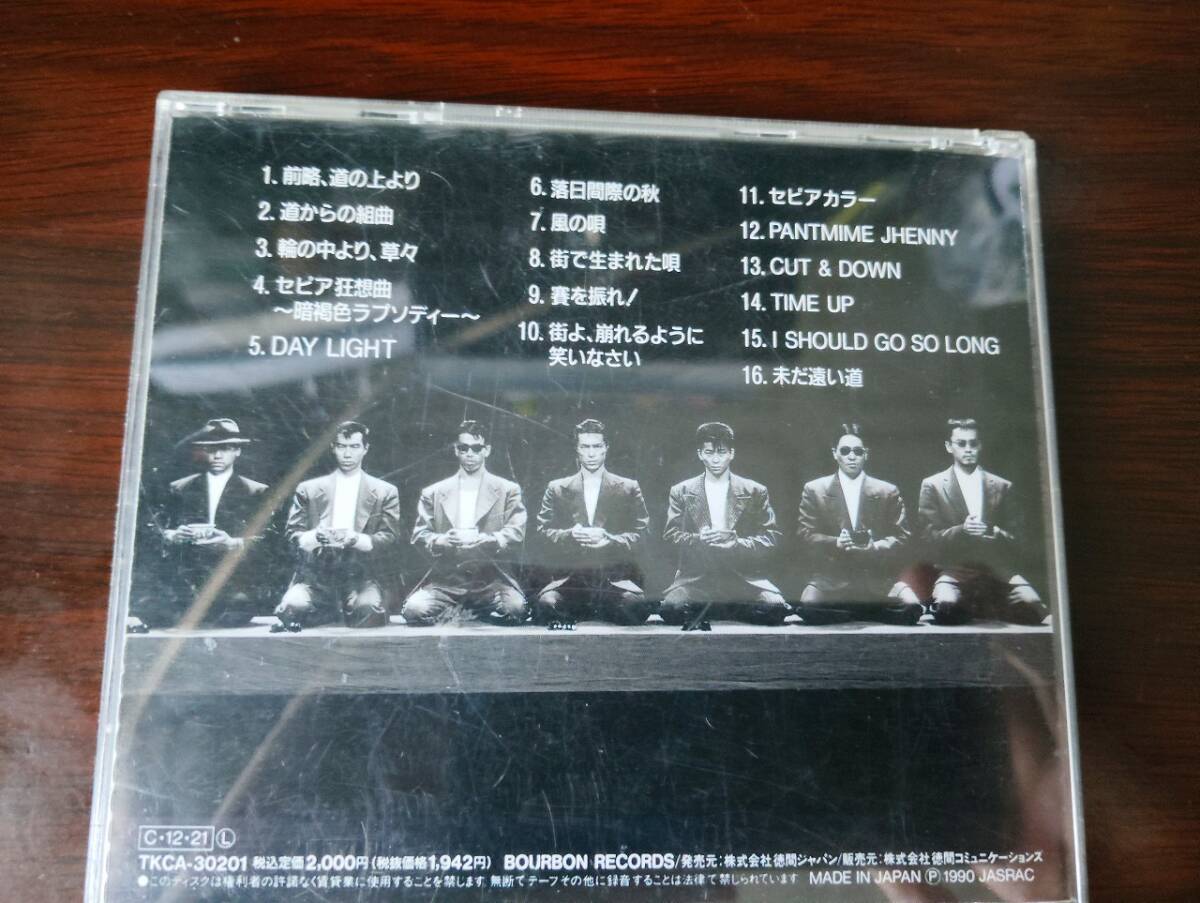 1. 前略、道の上より
2. 道からの組曲
3. 輪の中より、草々
4. セピア狂想曲
～暗褐色ラプソディー～
5. DAY LIGHT
6. 落日間際の秋
7. 風の唄
8. 街で生まれた唄
9. 賽を振れ！
10. 街よ、崩れるように
笑いなさい
11. セピアカラー
12. PANTMIME JHENNY
13. CUT & DOWN
14. TIME UP
15. I SHOULD GO SO LONG
16. 未だ遠い道
C・12・21 Ⓛ
TKCA-30201 税込定価2,000円(税抜価格1,942円) BOURBON RECORDS/発売元：株式会社徳間ジャパン/販売元：株式会社徳間コミュニケーションズ
●このディスクは権利者の許諾なく賃貸業に使用することを禁じます 無断でテープその他に録音することは法律で禁じられています MADE IN JAPAN Ⓟ 1990 JASRAC